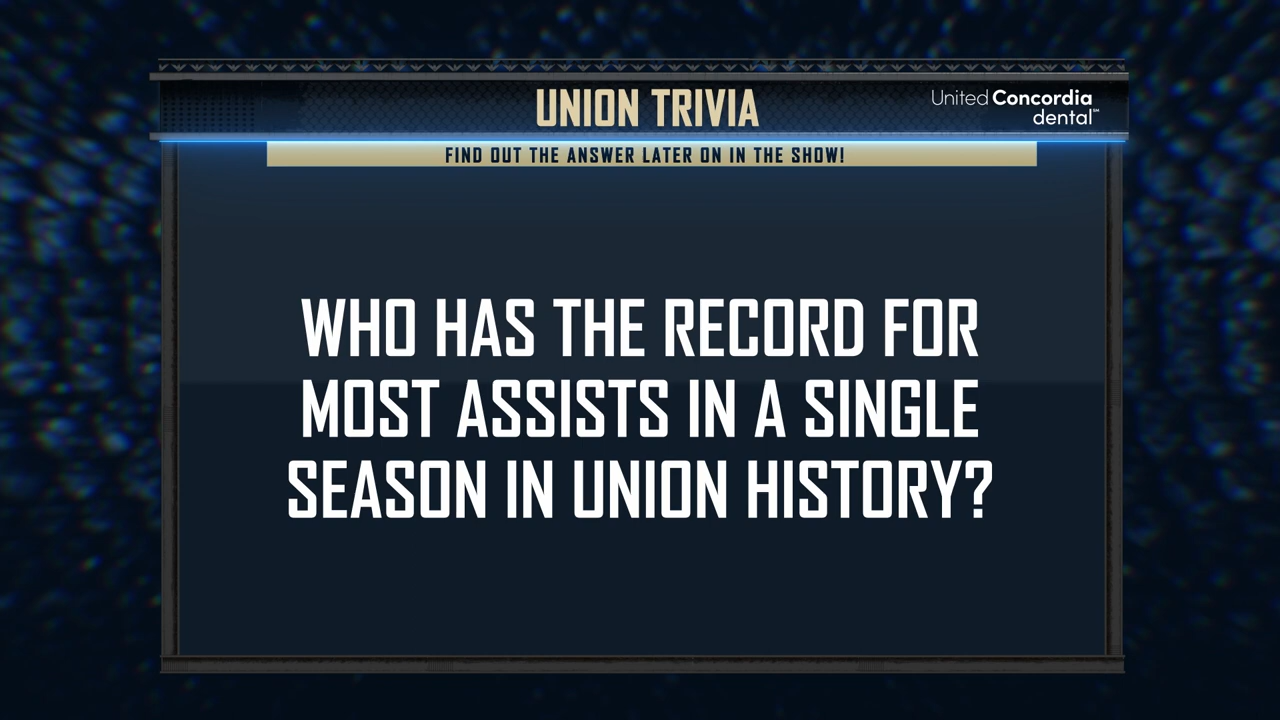 UNION TRIVIA
United Concordia
dental℠
FIND OUT THE ANSWER LATER ON IN THE SHOW!
WHO HAS THE RECORD FOR
MOST ASSISTS IN A SINGLE
SEASON IN UNION HISTORY?